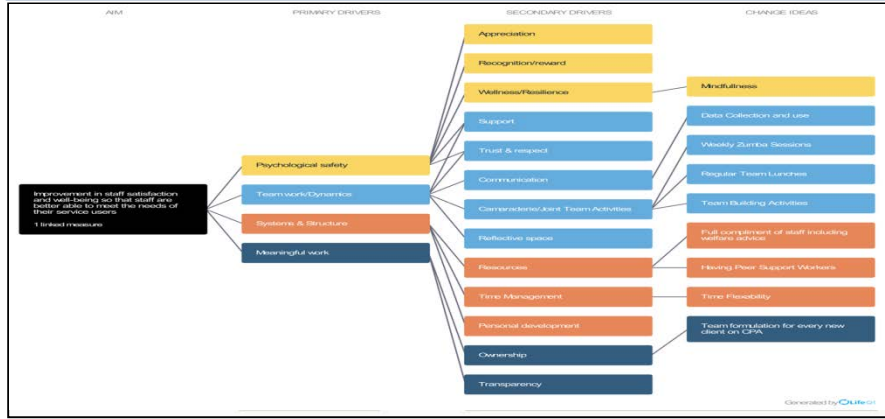 AIM
PRIMARY DRIVERS
SECONDARY DRIVERS
CHANGE IDEAS
Improvement in staff satisfaction
and well-being so that staff are
better able to meet the needs of
their service users
1 linked measure
Psychological safety
Team work/Dynamics
Systems & Structure
Meaningful work
Appreciation
Recognition/reward
Wellness/Resilience
Support
Trust & respect
Communication
Camaraderie/Joint Team Activities
Reflective space
Resources
Time Management
Personal development
Ownership
Transparency
Mindfullness
Data Collection and use
Weekly Zumba Sessions
Regular Team Lunches
Team Building Activities
Full compliment of staff including
welfare advice
Having Peer Support Workers
Time Flexability
Team formulation for every new
client on CPA
Generated by LifeQI